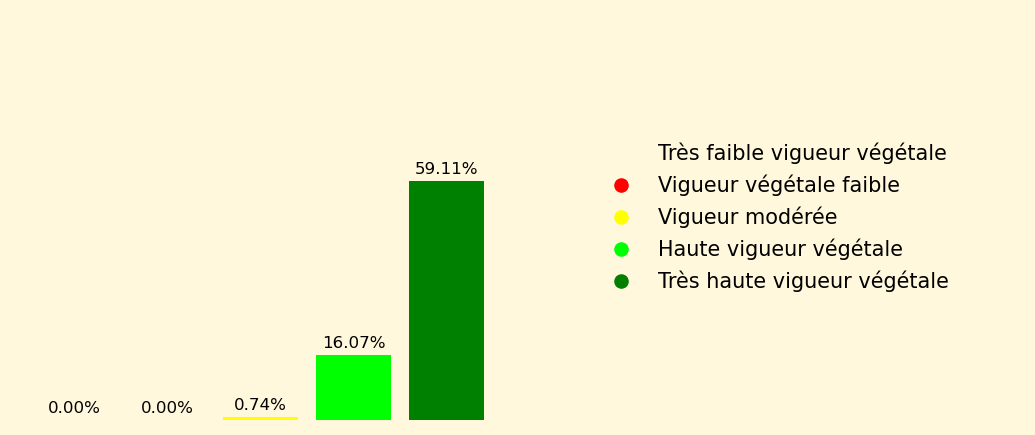 59.11%
16.07%
0.00%
0.00%
0.74%
Très faible vigueur végétale
Vigueur végétale faible
Vigueur modérée
Haute vigueur végétale
Très haute vigueur végétale